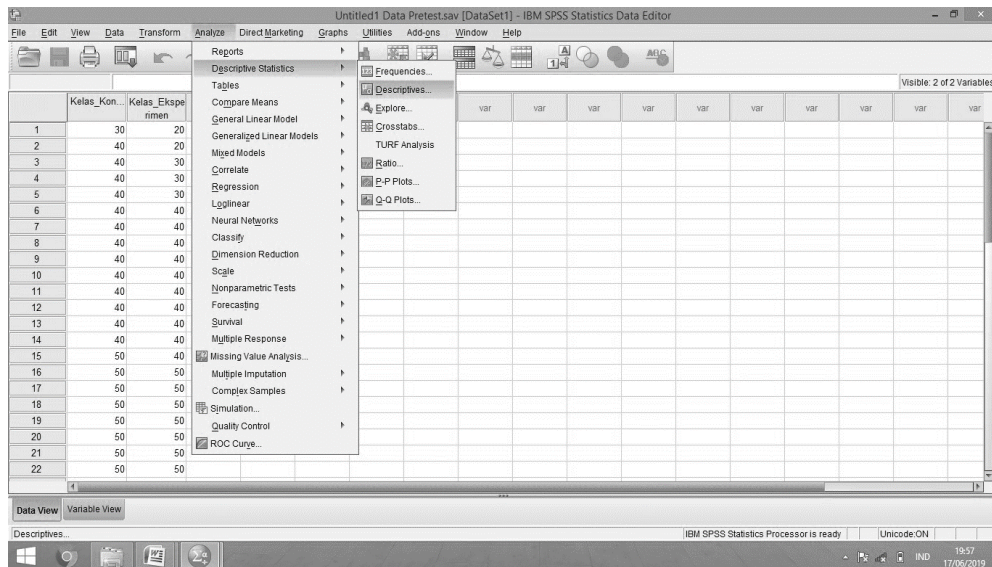 Untitled1 Data Pretest.sav [DataSet1] - IBM SPSS Statistics Data Editor
File Edit View Data Transform Analyze Direct Marketing Graphs Utilities Add-ons Window Help
Visible: 2 of 2 Variables
Kelas_Kon... Kelas_Ekspe rimen var var var var var var var var
1 30 20
2 40 20
3 40 30
4 40 30
5 40 30
6 40 40
7 40 40
8 40 40
9 40 40
10 40 40
11 40 40
12 40 40
13 40 40
14 40 40
15 50 40
16 50 50
17 50 50
18 50 50
19 50 50
20 50 50
21 50 50
22 50 50
Reports
Descriptive Statistics
Tables
Compare Means
General Linear Model
Generalized Linear Models
Mixed Models
Correlate
Regression
Loglinear
Neural Networks
Classify
Dimension Reduction
Scale
Nonparametric Tests
Forecasting
Survival
Multiple Response
Missing Value Analysis...
Multiple Imputation
Complex Samples
Simulation...
Quality Control
ROC Curve...
Frequencies...
Descriptives...
Explore...
Crosstabs...
TURF Analysis
Ratio...
P-P Plots...
Q-Q Plots...
Data View Variable View
Descriptives...
IBM SPSS Statistics Processor is ready
Unicode:ON
IND
19:57
17/06/2019